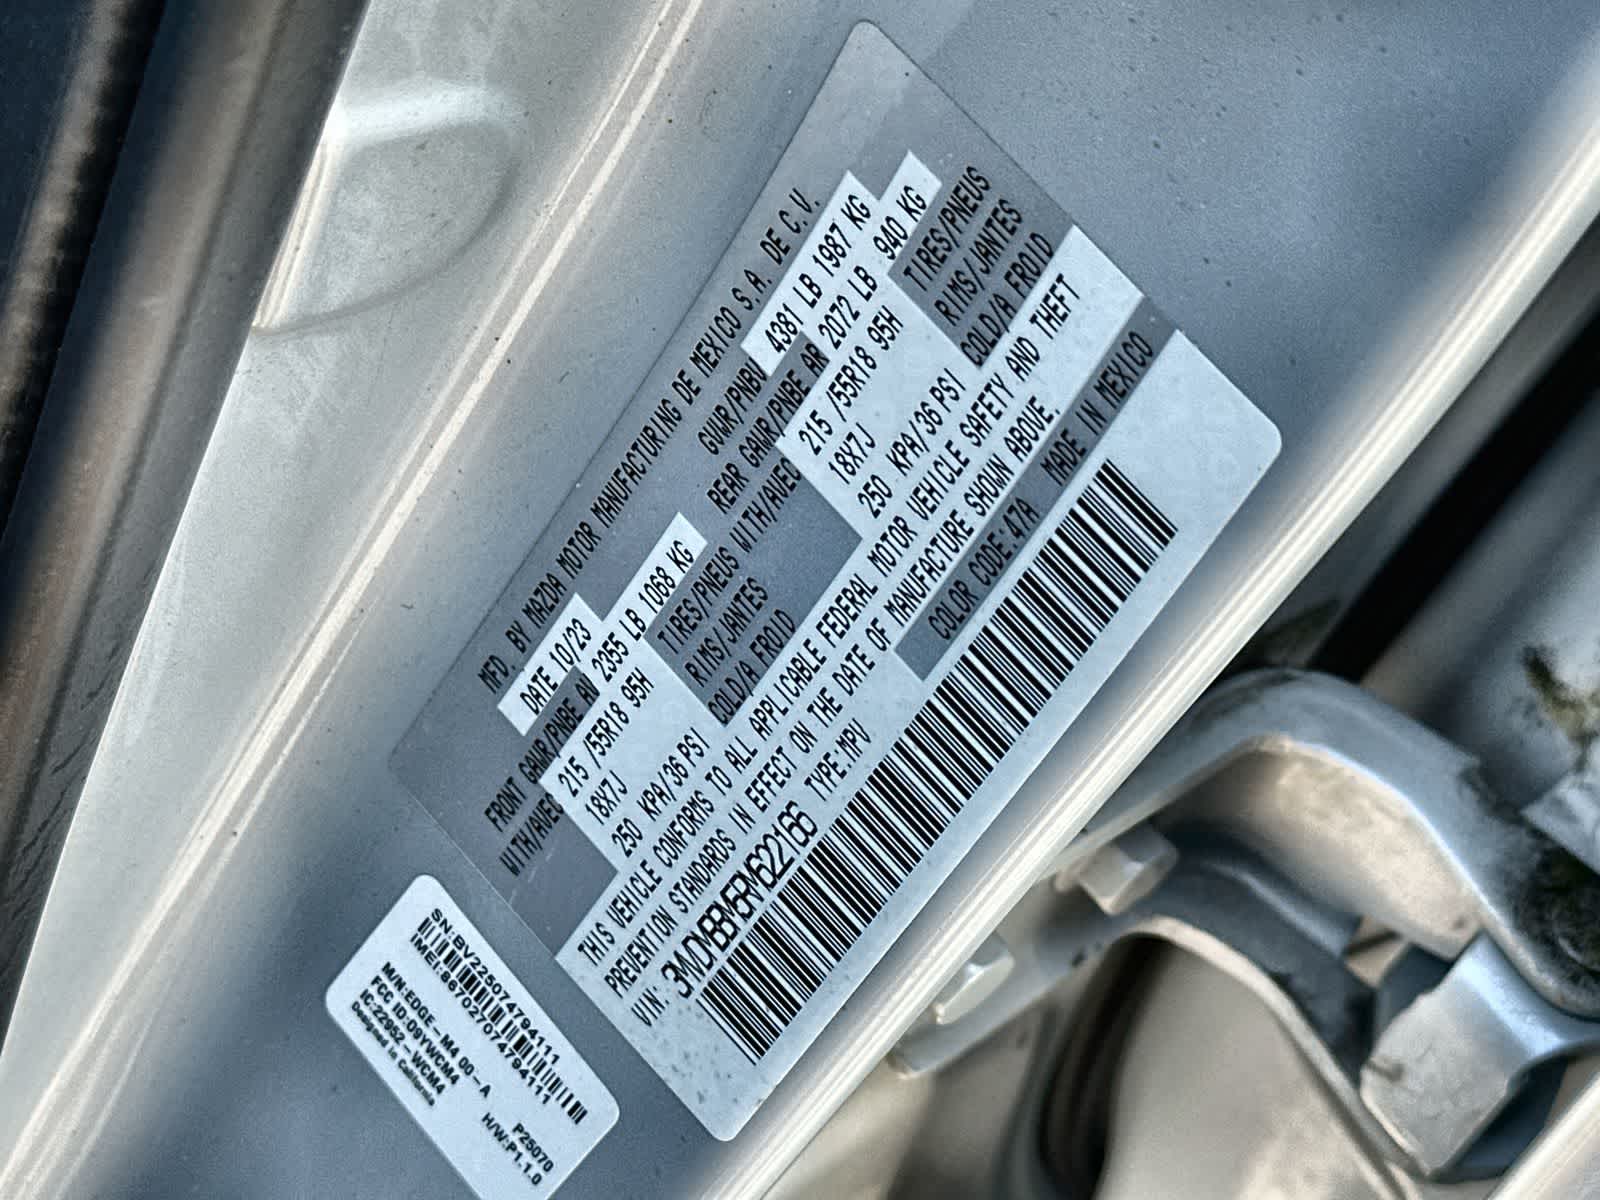 MFD. BY MAZDA MOTOR MANUFACTURING DE MEXICO S.A. DE C.V.
DATE 10/23 GVWR/PNBV 4381 LB 1987 KG
FRONT GAWR/PNBE AV 2355 LB 1068 KG REAR GAWR/PNBE AR 2072 LB 940 KG
WITH/AVEC 215 /55R18 95H TIRES/PNEUS WITH/AVEC 215 /55R18 95H TIRES/PNEUS
18X7J RIMS/JANTES 18X7J RIMS/JANTES
250 KPA/36 PSI COLD/A FROID 250 KPA/36 PSI COLD/A FROID
THIS VEHICLE CONFORMS TO ALL APPLICABLE FEDERAL MOTOR VEHICLE SAFETY AND THEFT
PREVENTION STANDARDS IN EFFECT ON THE DATE OF MANUFACTURE SHOWN ABOVE.
VIN: 3MVDMBBM5RM622166 TYPE:MPV COLOR CODE:47A MADE IN MEXICO
SN:BV225074794111
IMEI:867027074794111
M/N:EDGE-M4 00-A P25070
FCC ID:O9YWCM4 H/W:P1.1.0
IC:22952-WCM4
Designed in California